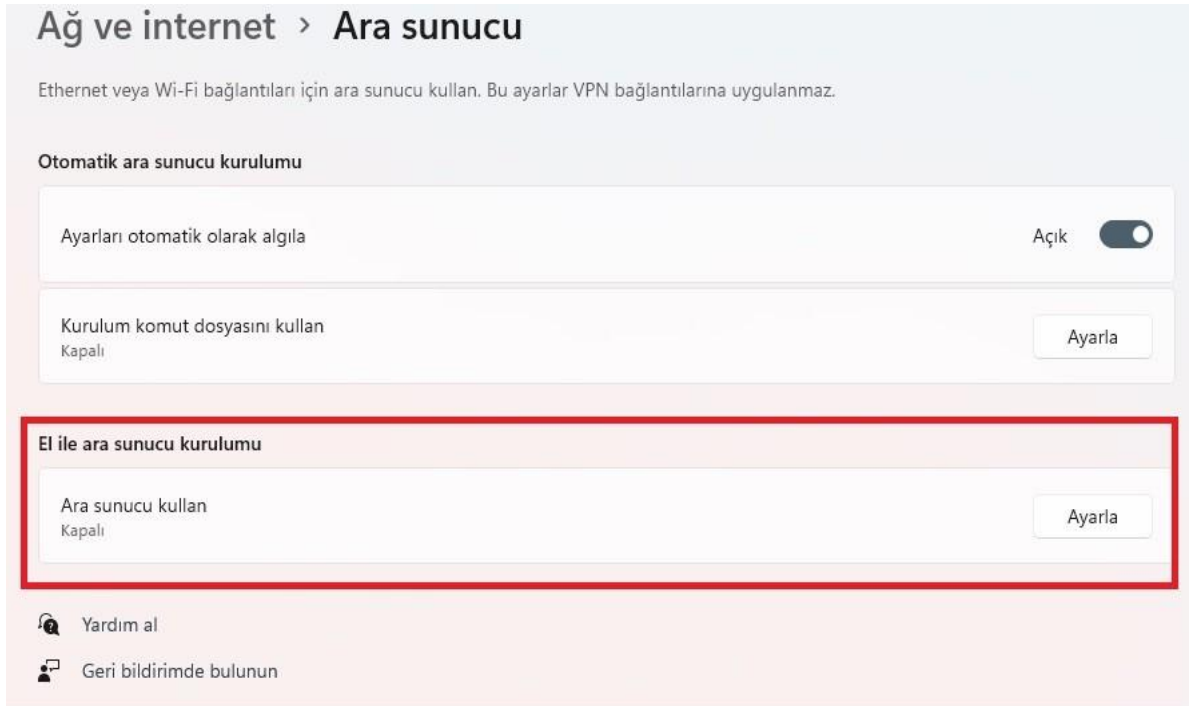 Ağ ve internet > Ara sunucu
Ethernet veya Wi-Fi bağlantıları için ara sunucu kullan. Bu ayarlar VPN bağlantılarına uygulanmaz.
Otomatik ara sunucu kurulumu
Ayarları otomatik olarak algıla Açık
Kurulum komut dosyasını kullan
Kapalı
Ayarla
El ile ara sunucu kurulumu
Ara sunucu kullan
Kapalı
Ayarla
Yardım al
Geri bildirimde bulunun